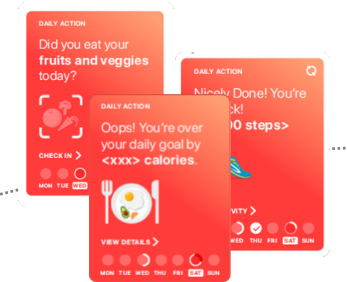 DAILY ACTION
Did you eat your
fruits and veggies
today?
CHECK IN >
MON TUE WED
DAILY ACTION
Oops! You're over
your daily goal by
<xxx> calories.
VIEW DETAILS >
MON TUE WED THU FRI SAT SUN
DAILY ACTION
Nicely Done! You're
00 steps>
WED THU FRI SAT SUN